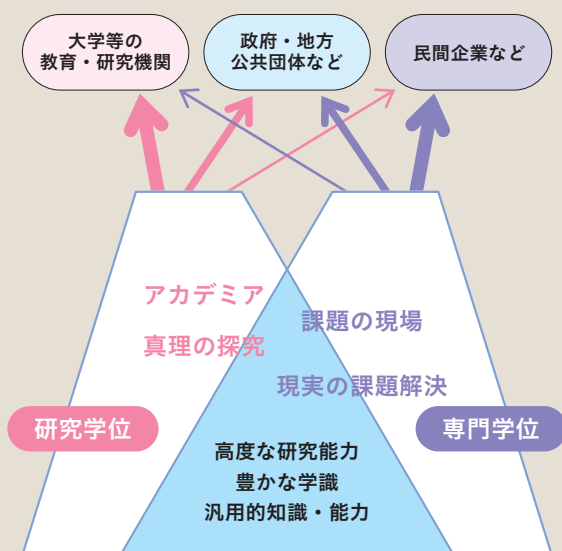 大学等の
教育・研究機関
政府・地方
公共団体など
民間企業など
アカデミア
真理の探究
課題の現場
現実の課題解決
研究学位
専門学位
高度な研究能力
豊かな学識
汎用的知識・能力